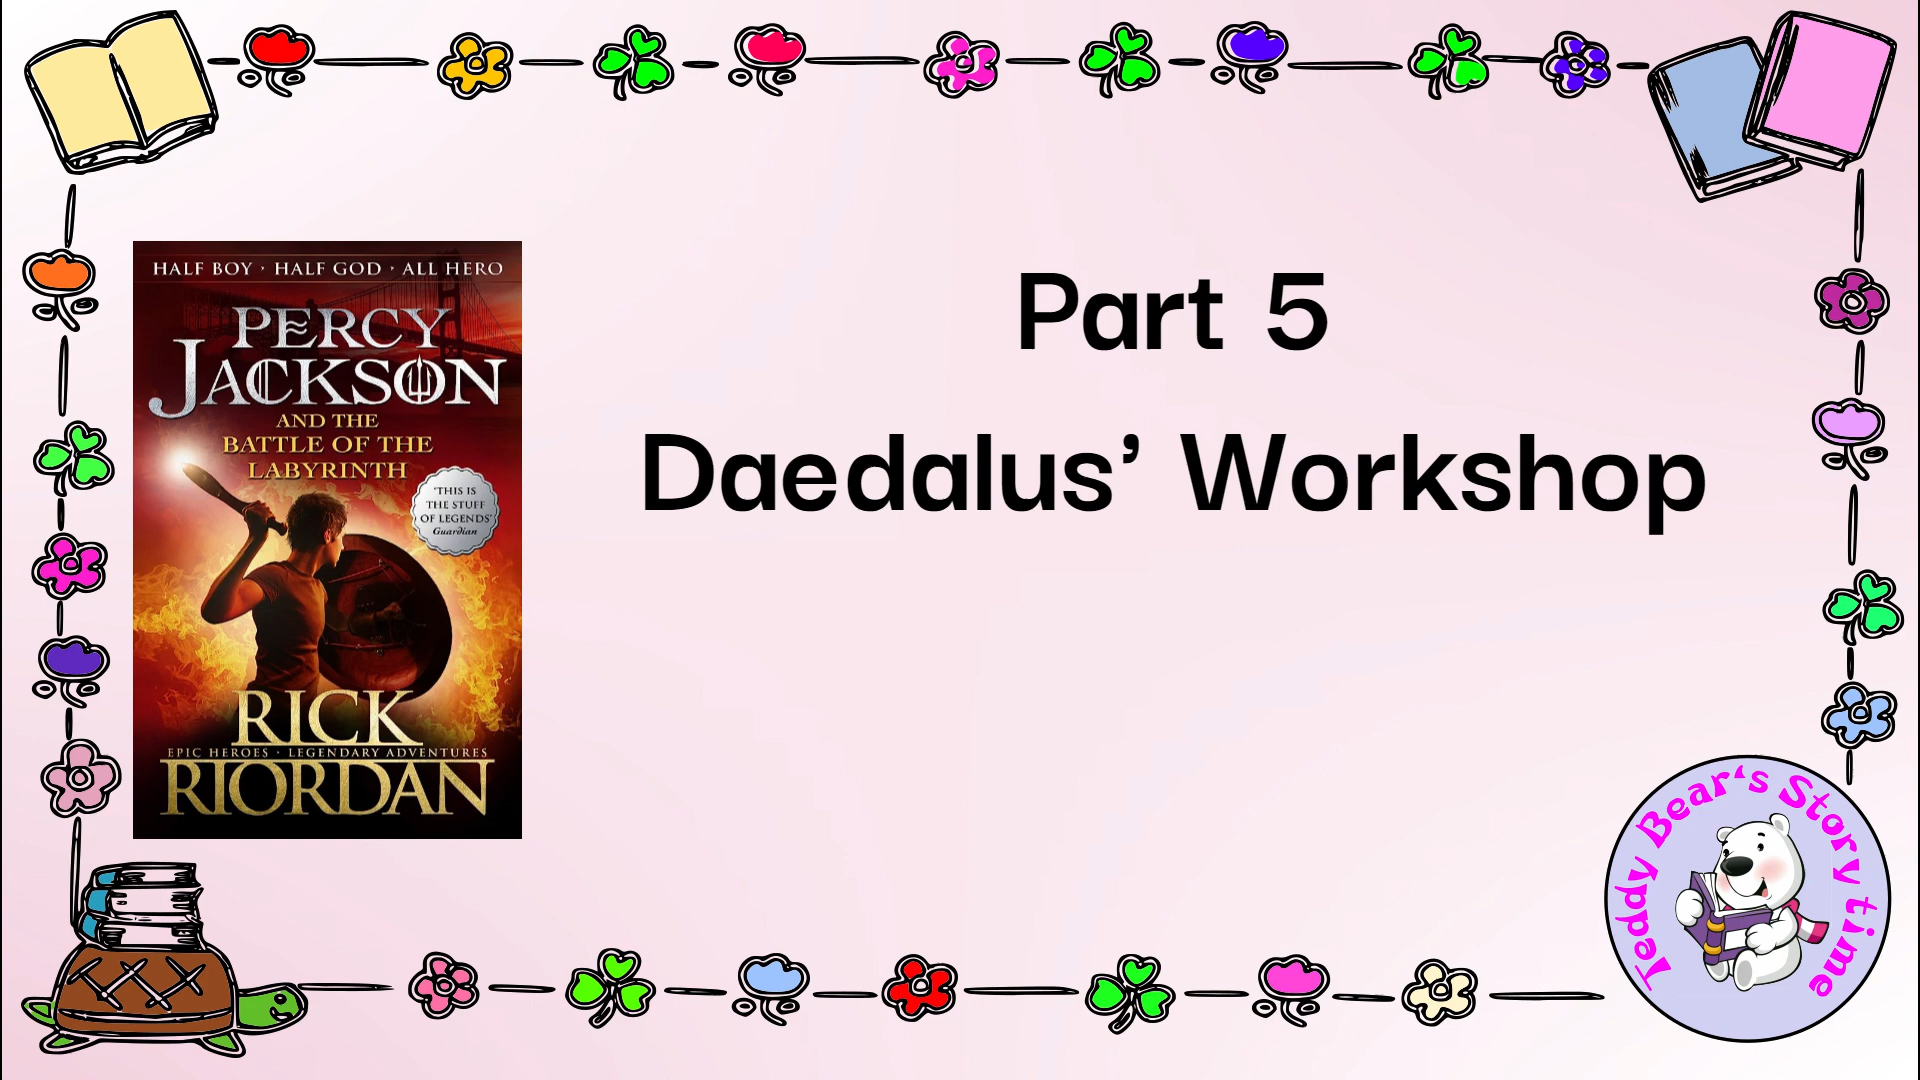 HALF BOY · HALF GOD · ALL HERO
PERCY
JACKSON
AND THE
BATTLE OF THE
LABYRINTH
'THIS IS
THE STUFF
OF LEGENDS'
Guardian
RICK
EPIC HEROES · LEGENDARY ADVENTURES
RIORDAN
Part 5
Daedalus’ Workshop
Teddy Bear's Story time